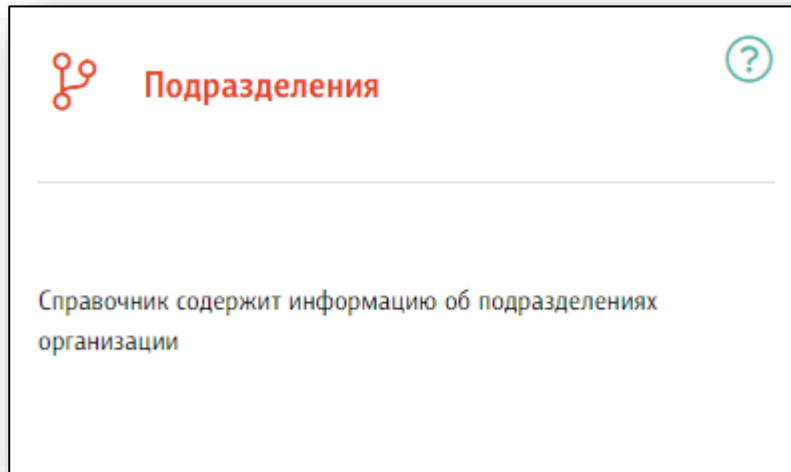 Подразделения
?
Справочник содержит информацию об подразделениях
организации